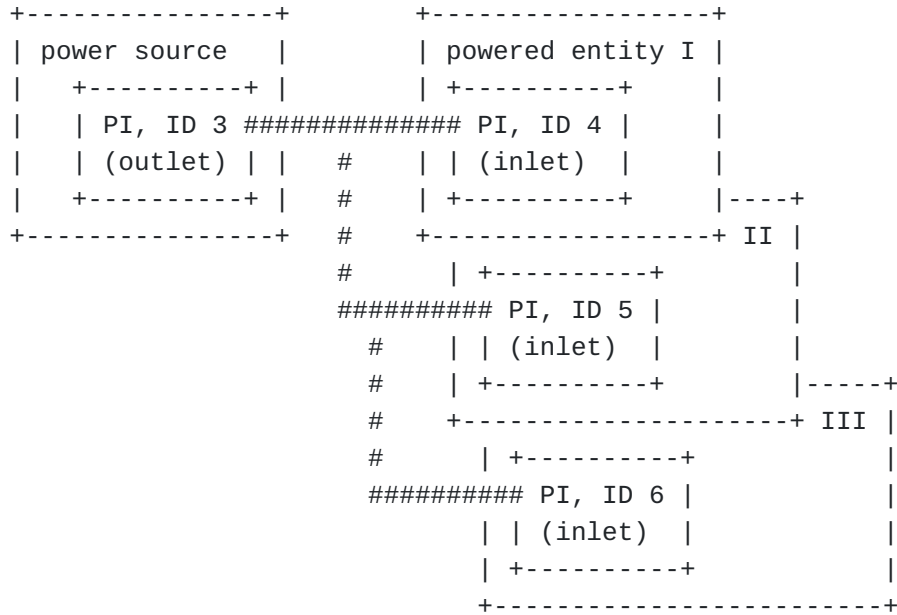 power source powered entity I
PI, ID 3 PI, ID 4
(outlet) (inlet)
II
PI, ID 5
(inlet)
III
PI, ID 6
(inlet)